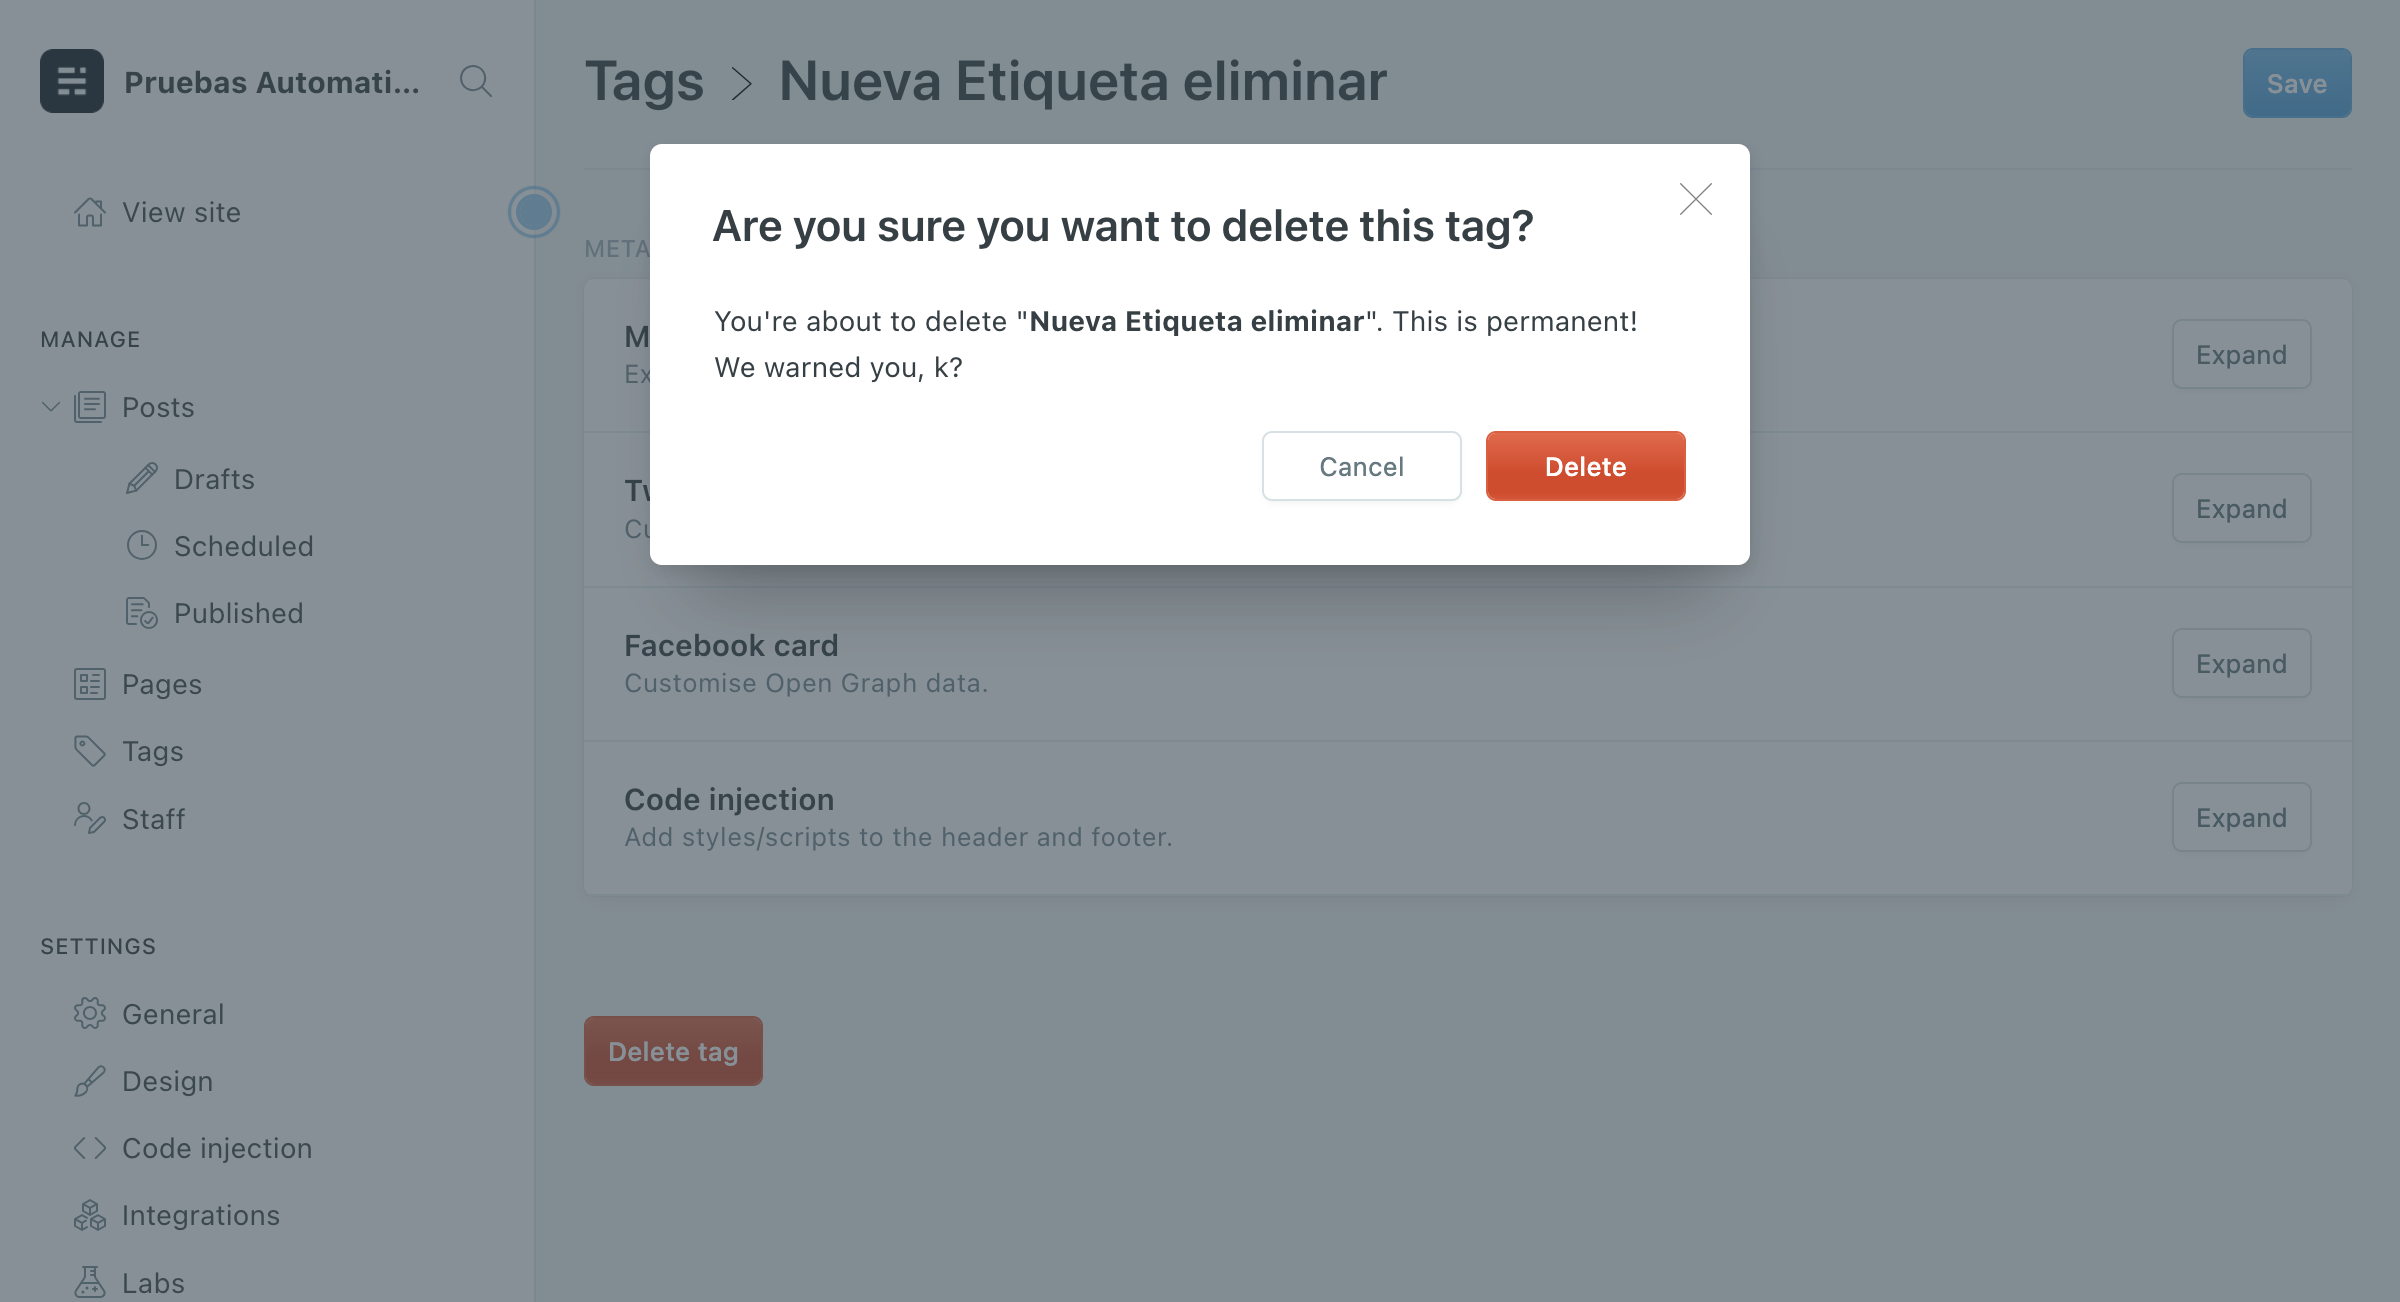 Pruebas Automati...
View site
MANAGE
Posts
Drafts
Scheduled
Published
Pages
Tags
Staff
SETTINGS
General
Design
Code injection
Integrations
Labs
Tags > Nueva Etiqueta eliminar
Save
META
Are you sure you want to delete this tag?
You're about to delete "Nueva Etiqueta eliminar". This is permanent!
We warned you, k?
Cancel
Delete
Expand
Expand
Facebook card
Customise Open Graph data.
Expand
Code injection
Add styles/scripts to the header and footer.
Expand
Delete tag